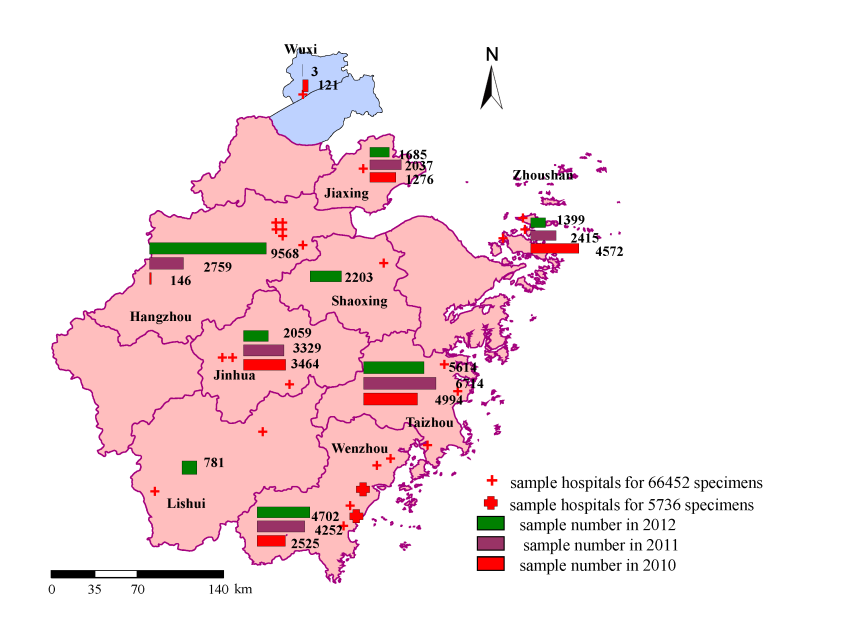 Wuxi
3
121
N
1685
2037
1276
Jiaxing
Zhoushan
1399
2415
4572
9568
2759
146
Hangzhou
2203
Shaoxing
2059
3329
3464
Jinhua
5614
6714
4994
Taizhou
Wenzhou
781
Lishui
4702
4252
2525
sample hospitals for 66452 specimens
sample hospitals for 5736 specimens
sample number in 2012
sample number in 2011
sample number in 2010
0 35 70 140 km